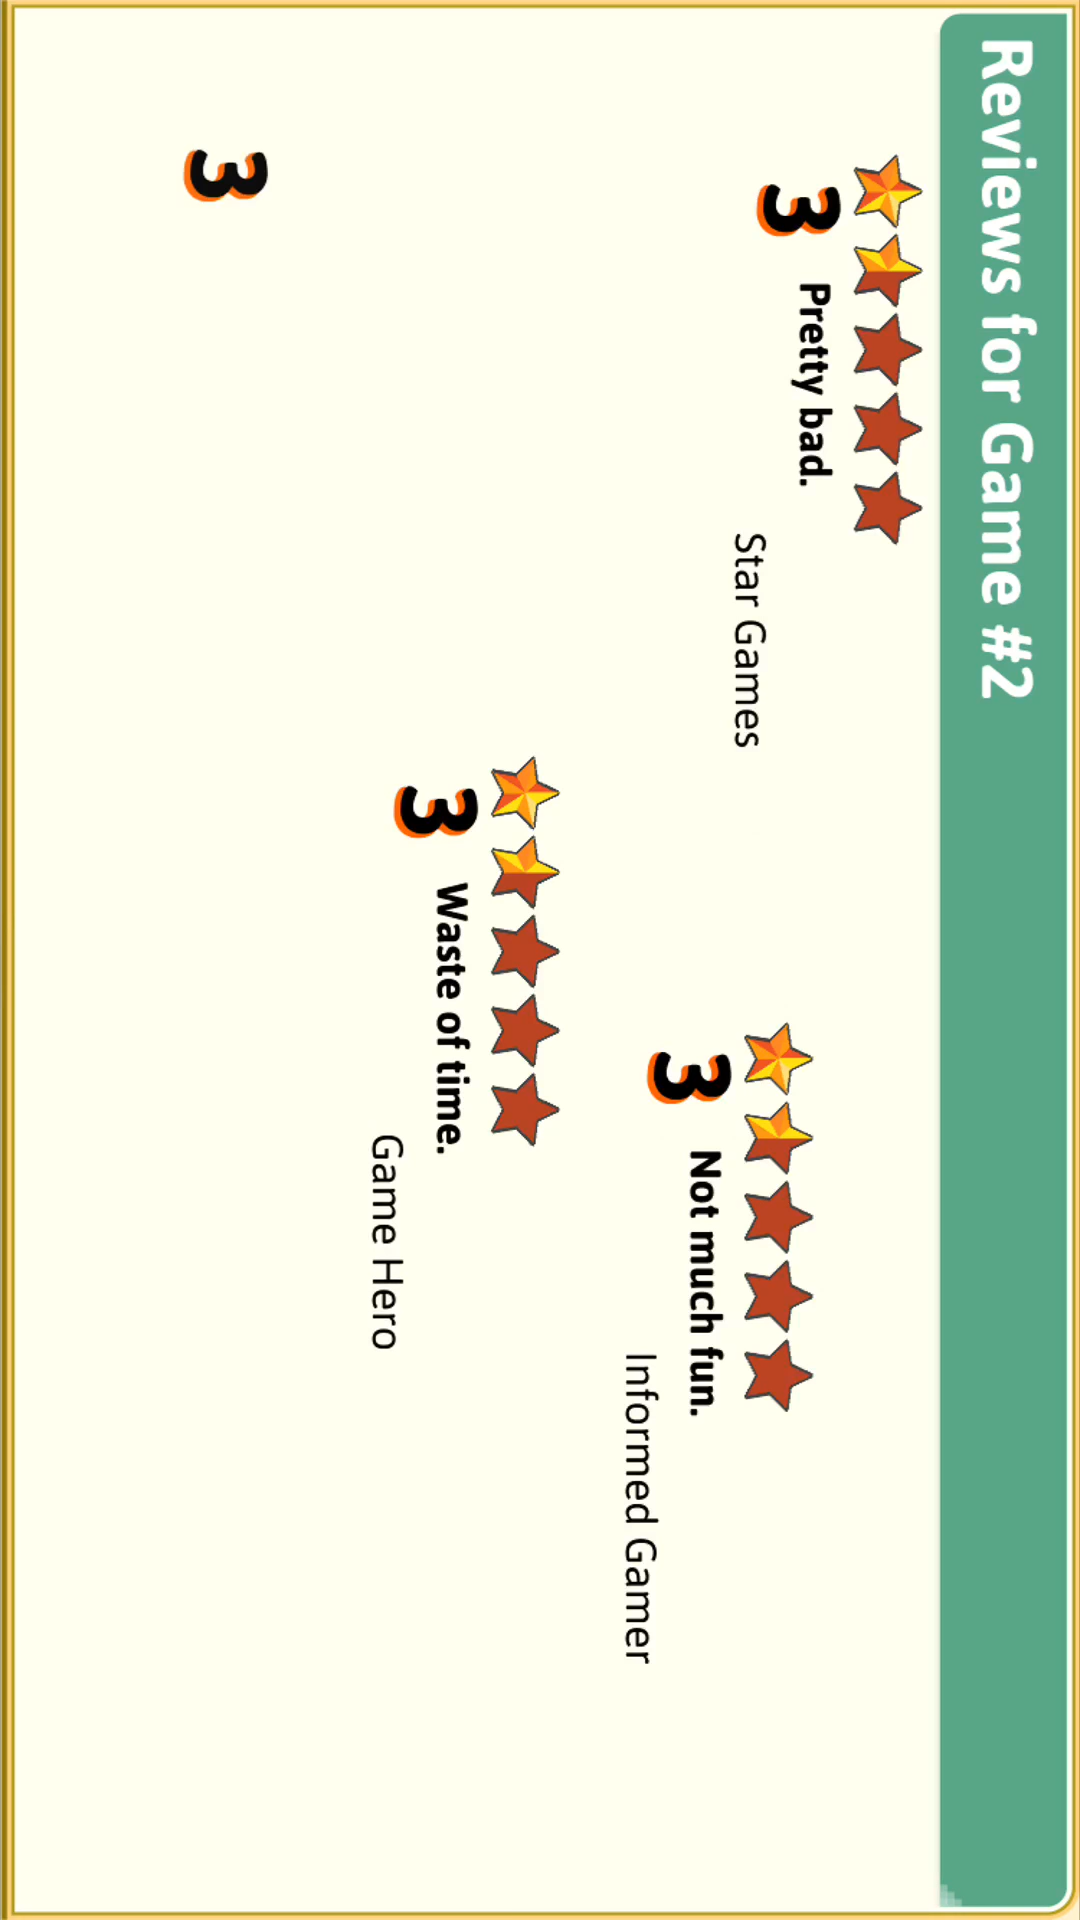 Reviews for Game #2
3 Pretty bad.
Star Games
3 Not much fun.
Informed Gamer
3 Waste of time.
Game Hero
3